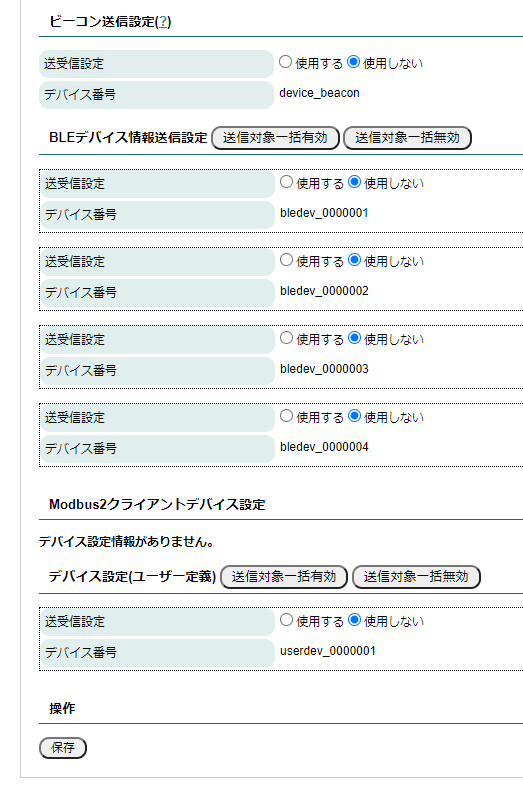 ビーコン送信設定(?)
送受信設定 使用する 使用しない
デバイス番号 device_beacon
BLEデバイス情報送信設定 送信対象一括有効 送信対象一括無効
送受信設定 使用する 使用しない
デバイス番号 bledev_0000001
送受信設定 使用する 使用しない
デバイス番号 bledev_0000002
送受信設定 使用する 使用しない
デバイス番号 bledev_0000003
送受信設定 使用する 使用しない
デバイス番号 bledev_0000004
Modbus2クライアントデバイス設定
デバイス設定情報がありません。
デバイス設定(ユーザー定義) 送信対象一括有効 送信対象一括無効
送受信設定 使用する 使用しない
デバイス番号 userdev_0000001
操作
保存